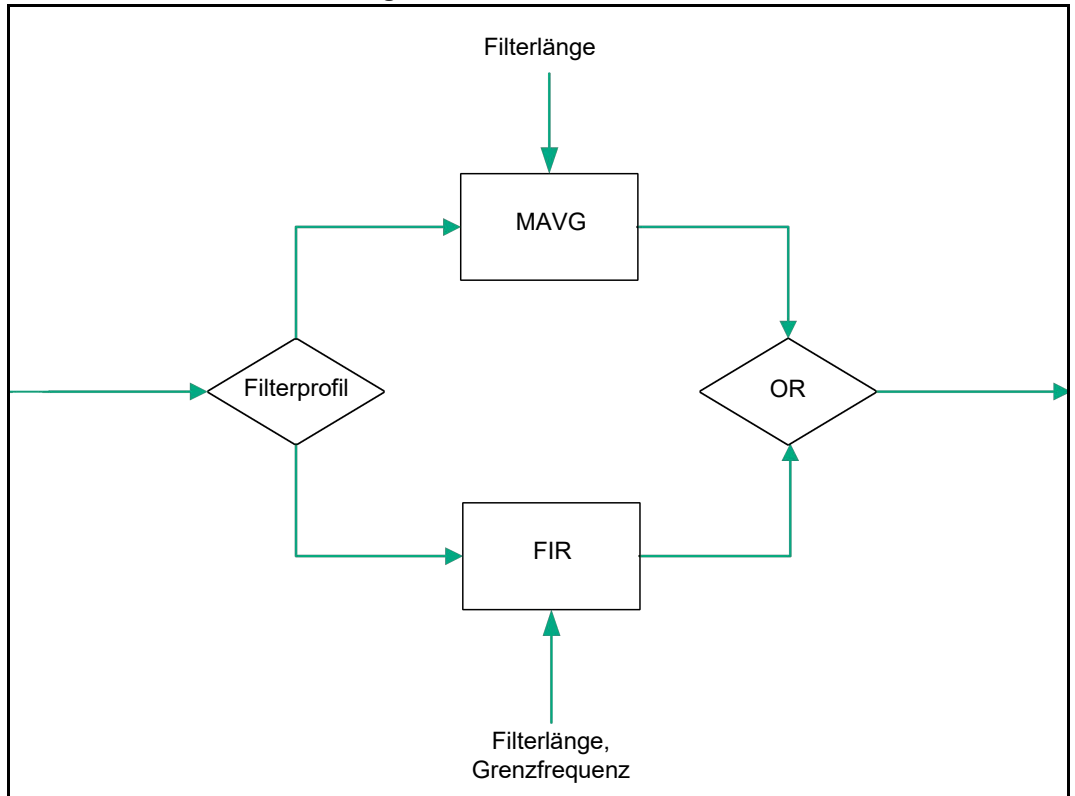 Filterlänge
MAVG
Filterprofil
OR
FIR
Filterlänge,
Grenzfrequenz